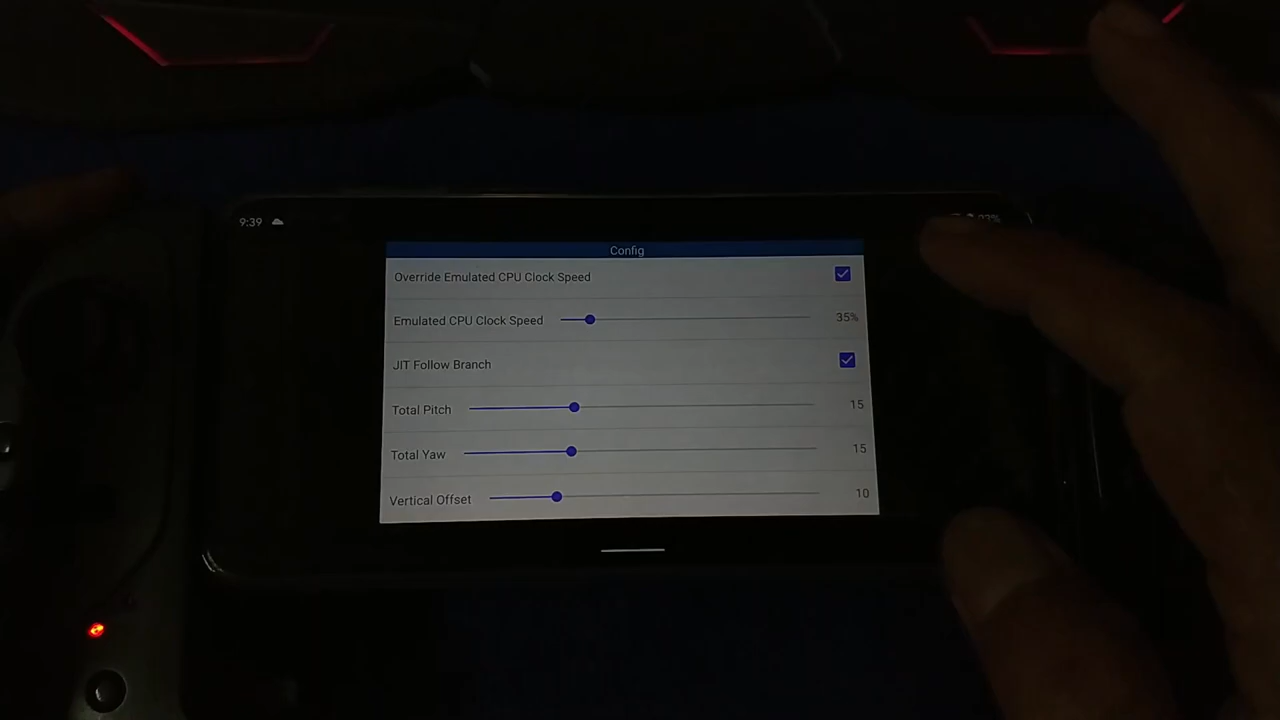 9:39
Config
Override Emulated CPU Clock Speed
Emulated CPU Clock Speed 35%
JIT Follow Branch
Total Pitch 15
Total Yaw 15
Vertical Offset 10